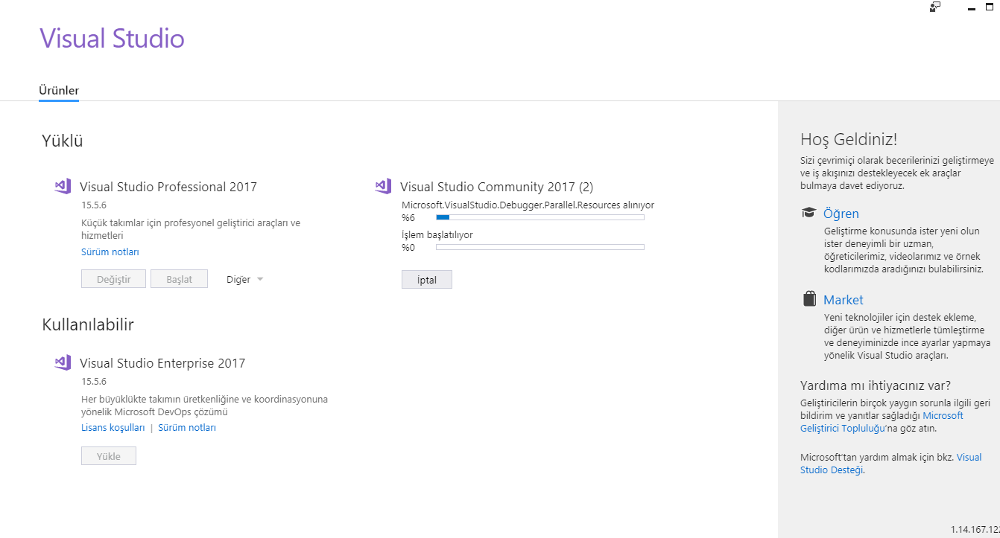 Visual Studio
Ürünler
Yüklü
Visual Studio Professional 2017
15.5.6
Küçük takımlar için profesyonel geliştirici araçları ve
hizmetleri
Sürüm notları
Değiştir
Başlat
Diğer
Visual Studio Community 2017 (2)
Microsoft.VisualStudio.Debugger.Parallel.Resources alınıyor
%6
İşlem başlatılıyor
%0
İptal
Kullanılabilir
Visual Studio Enterprise 2017
15.5.6
Her büyüklükte takımın üretkenliğine ve koordinasyonuna
yönelik Microsoft DevOps çözümü
Lisans koşulları | Sürüm notları
Yükle
Hoş Geldiniz!
Sizi çevrimiçi olarak becerilerinizi geliştirmeye
ve iş akışınızı destekleyecek ek araçlar
bulmaya davet ediyoruz.
Öğren
Geliştirme konusunda ister yeni olun
ister deneyimli bir uzman,
öğreticilerimiz, videolarımız ve örnek
kodlarımızda aradığınızı bulabilirsiniz.
Market
Yeni teknolojiler için destek ekleme,
diğer ürün ve hizmetlerle tümleştirme
ve deneyiminizde ince ayarlar yapmaya
yönelik Visual Studio araçları.
Yardıma mı ihtiyacınız var?
Geliştiricilerin birçok yaygın sorunla ilgili geri
bildirim ve yanıtlar sağladığı Microsoft
Geliştirici Topluluğu'na göz atın.
Microsoft'tan yardım almak için bkz. Visual
Studio Desteği.
1.14.167.12